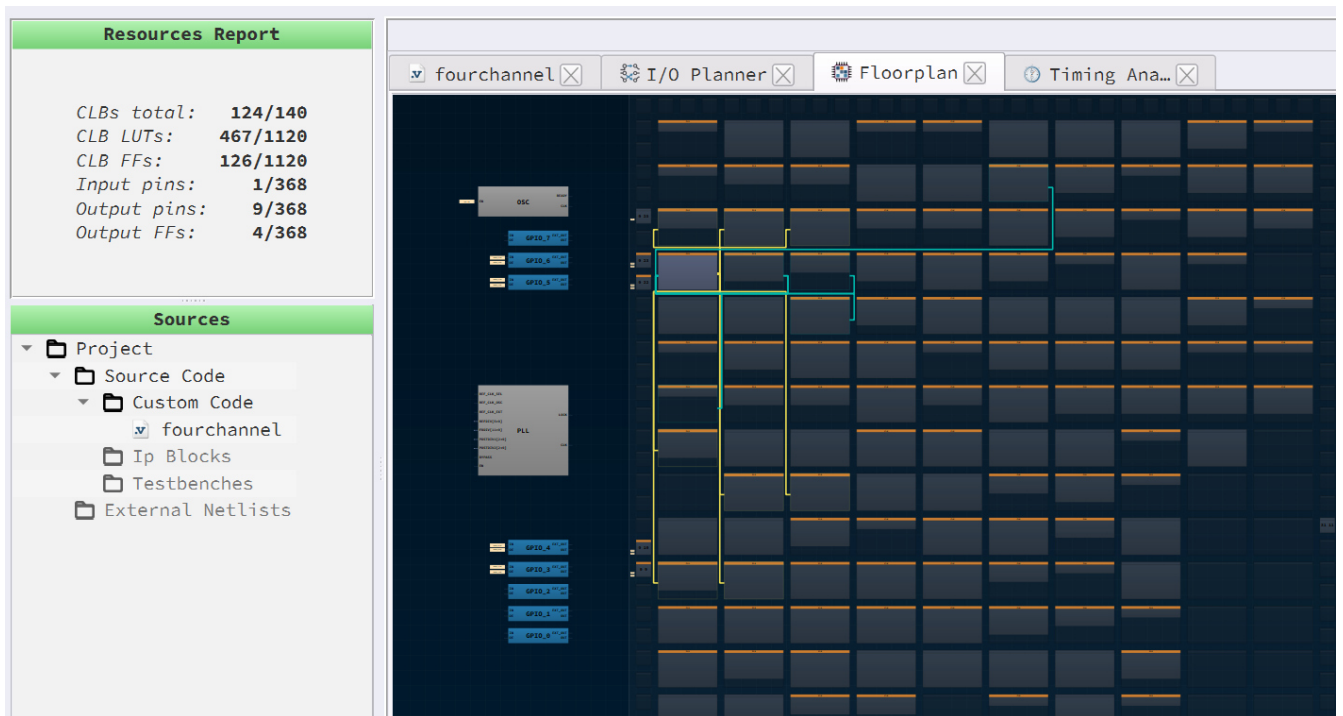 Resources Report
CLBs total: 124/140
CLB LUTs: 467/1120
CLB FFs: 126/1120
Input pins: 1/368
Output pins: 9/368
Output FFs: 4/368
Sources
Project
Source Code
Custom Code
fourchannel
Ip Blocks
Testbenches
External Netlists
fourchannel
I/O Planner
Floorplan
Timing Ana…
OSC
GPIO_7
GPIO_6
GPIO_5
PLL
GPIO_4
GPIO_3
GPIO_2
GPIO_1
GPIO_0